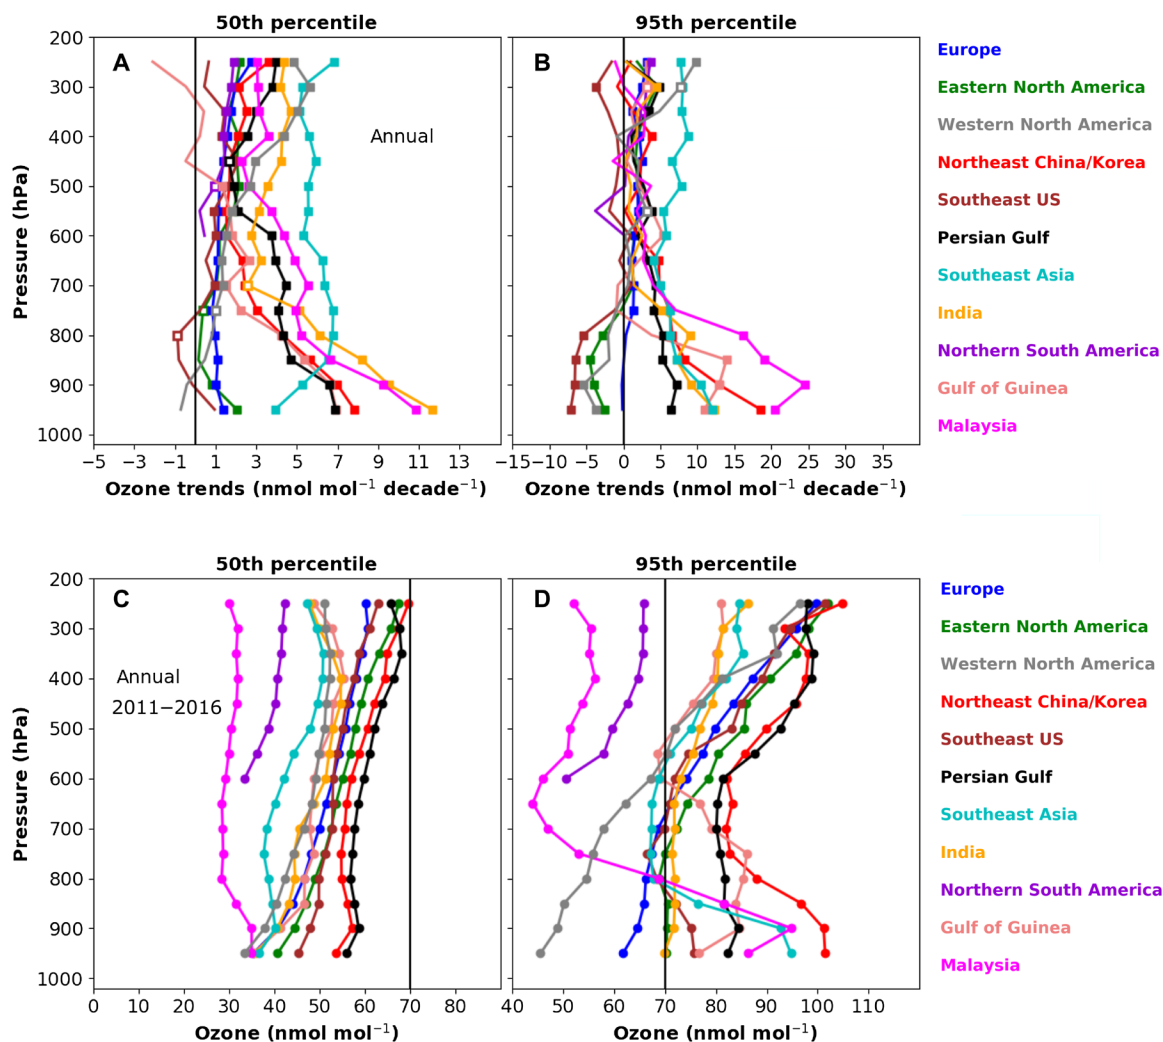 50th percentile
95th percentile
200
300
400
500
600
700
800
900
1000
Pressure (hPa)
A
Annual
B
−5
−3
−1
1
3
5
7
9
11
13
−15
−10
−5
0
5
10
15
20
25
30
35
Ozone trends (nmol mol−1 decade−1)
Ozone trends (nmol mol−1 decade−1)
Europe
Eastern North America
Western North America
Northeast China/Korea
Southeast US
Persian Gulf
Southeast Asia
India
Northern South America
Gulf of Guinea
Malaysia
50th percentile
95th percentile
200
300
400
500
600
700
800
900
1000
Pressure (hPa)
C
Annual
2011−2016
D
0
10
20
30
40
50
60
70
80
40
50
60
70
80
90
100
110
Ozone (nmol mol−1)
Ozone (nmol mol−1)
Europe
Eastern North America
Western North America
Northeast China/Korea
Southeast US
Persian Gulf
Southeast Asia
India
Northern South America
Gulf of Guinea
Malaysia